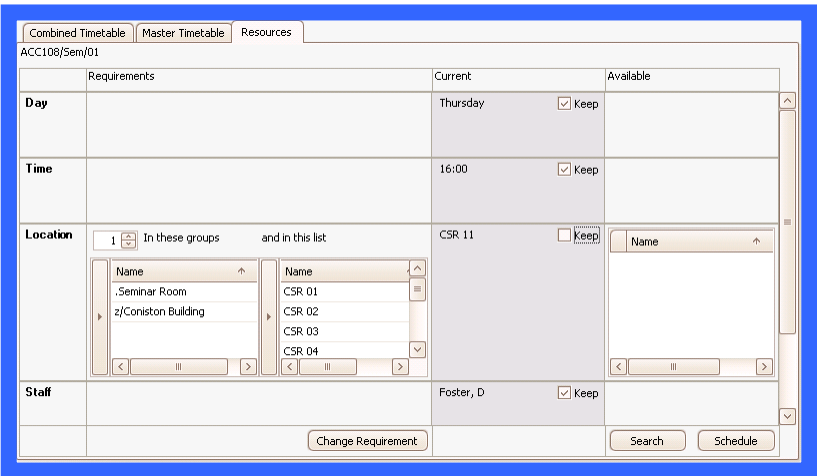 Combined Timetable Master Timetable Resources
ACC108/Sem/01
Requirements Current Available
Day Thursday Keep
Time 16:00 Keep
Location 1 In these groups and in this list CSR 11 Keep Name
Name Name
.Seminar Room CSR 01
z/Coniston Building CSR 02
CSR 03
CSR 04
Staff Foster, D Keep
Change Requirement Search Schedule